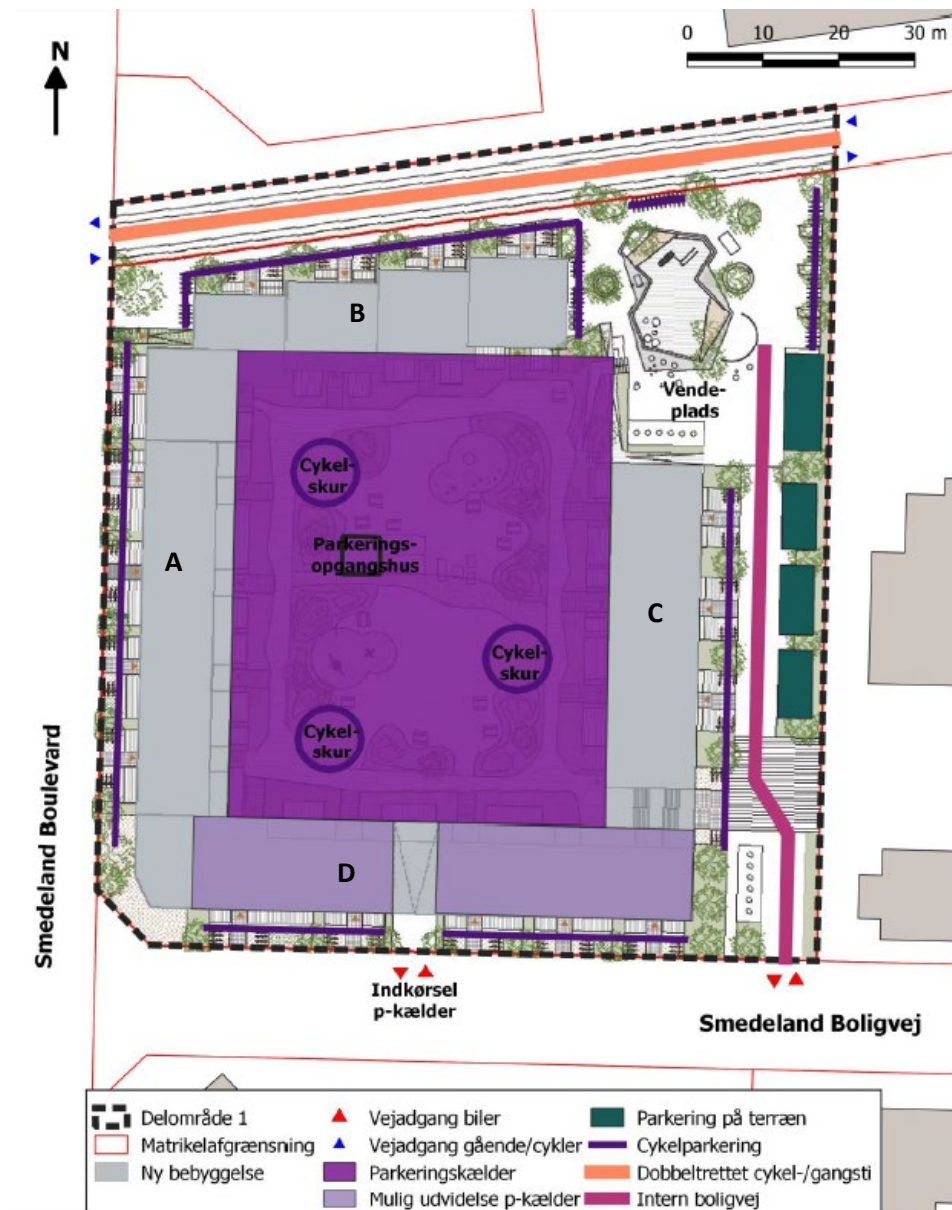 N
0 10 20 30 m
B
Vende-
plads
Cykel-
skur
Parkerings-
opgangshus
A
C
Cykel-
skur
Cykel-
skur
D
Smedeland Boulevard
Indkørsel
p-kælder
Smedeland Boligvej
Delområde 1
Matrikelafgrænsning
Ny bebyggelse
Vejadgang biler
Vejadgang gående/cykler
Parkeringskælder
Mulig udvidelse p-kælder
Parkering på terræn
Cykelparkering
Dobbeltrettet cykel-/gangsti
Intern boligvej